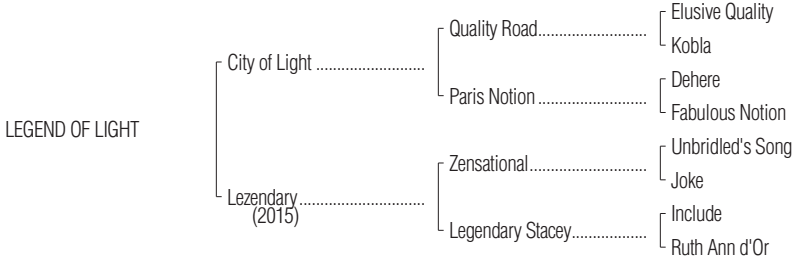 Elusive Quality
Quality Road
Kobla
City of Light
Dehere
Paris Notion
Fabulous Notion
LEGEND OF LIGHT
Unbridled's Song
Zensational
Joke
Lezendary
(2015)
Include
Legendary Stacey
Ruth Ann d'Or